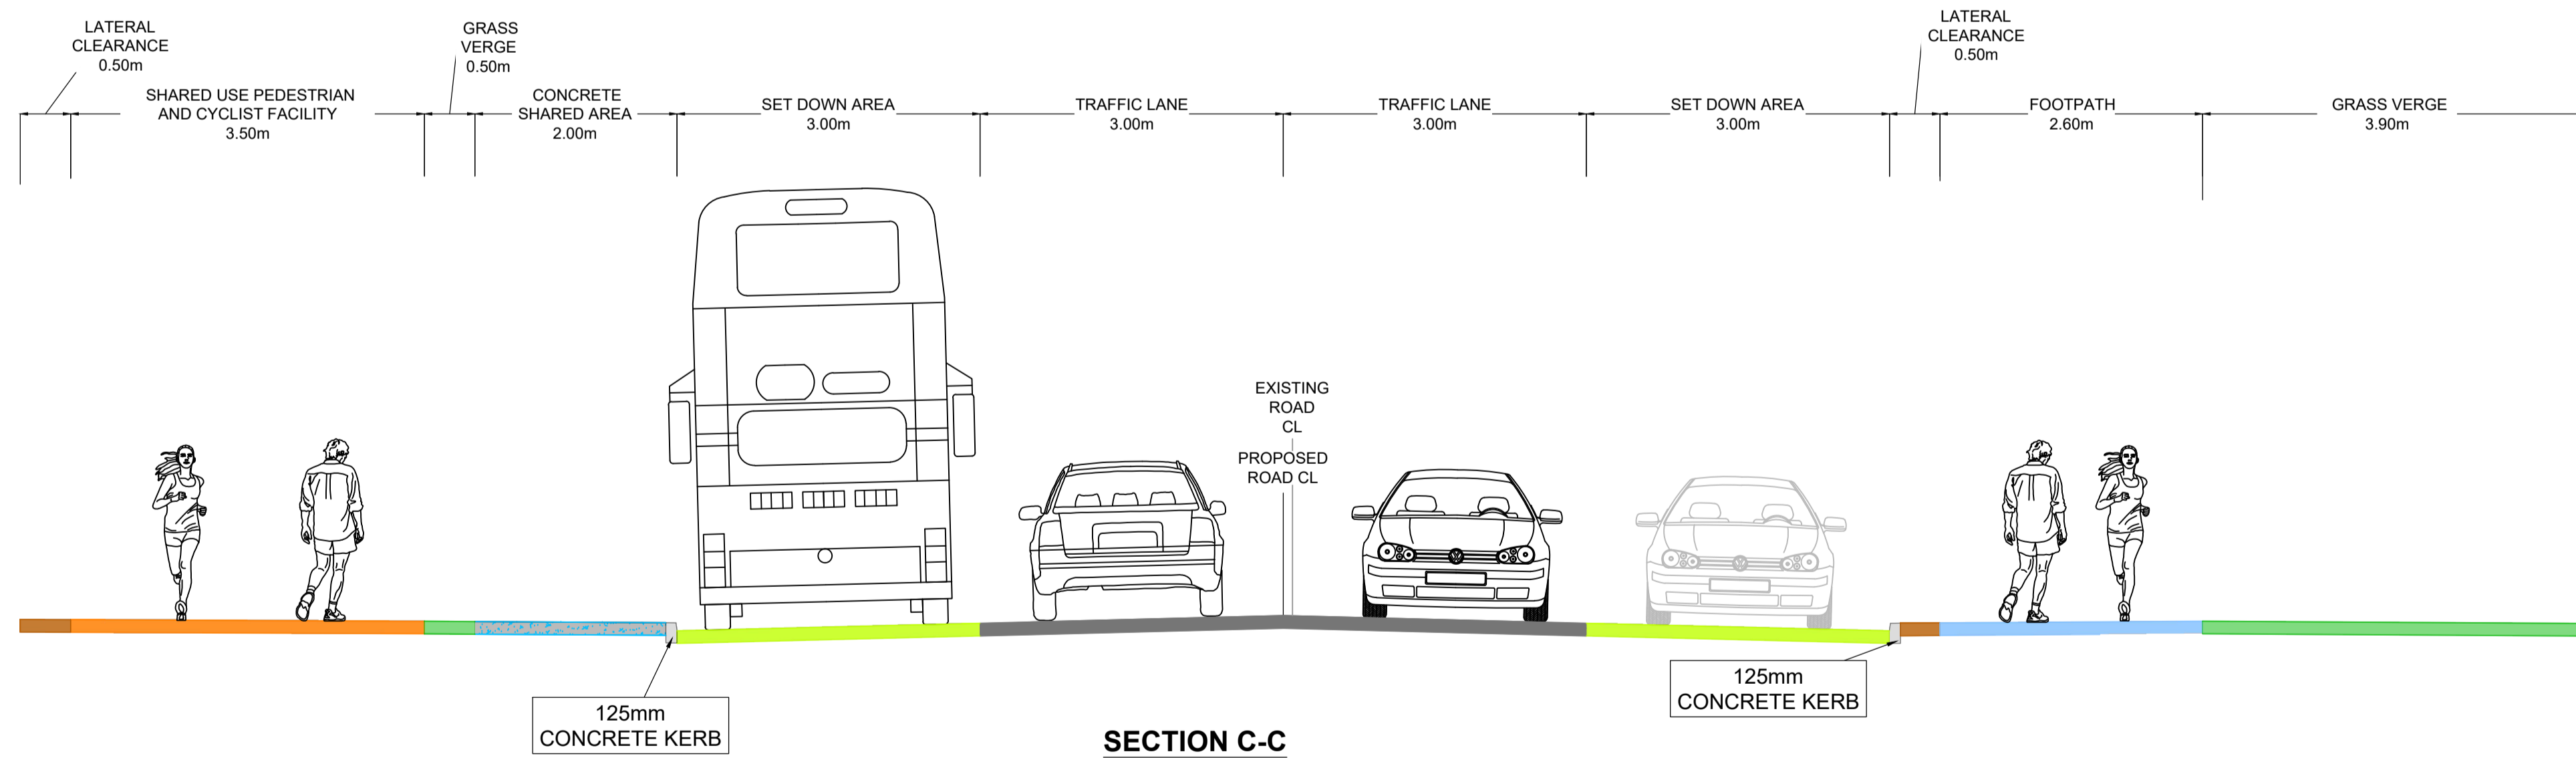 LATERAL
CLEARANCE
0.50m
SHARED USE PEDESTRIAN
AND CYCLIST FACILITY
3.50m
GRASS
VERGE
0.50m
CONCRETE
SHARED AREA
2.00m
SET DOWN AREA
3.00m
TRAFFIC LANE
3.00m
TRAFFIC LANE
3.00m
SET DOWN AREA
3.00m
LATERAL
CLEARANCE
0.50m
FOOTPATH
2.60m
GRASS VERGE
3.90m
EXISTING
ROAD
CL
PROPOSED
ROAD CL
125mm
CONCRETE KERB
125mm
CONCRETE KERB
SECTION C-C